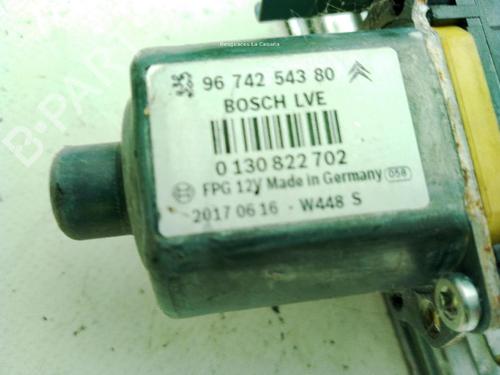 Desguaces La Cabaña
96 742 543 80
BOSCH LVE
0 130 822 702
FPG 12V Made in Germany 058
2017 06 16 - W448 S
B-PARTS